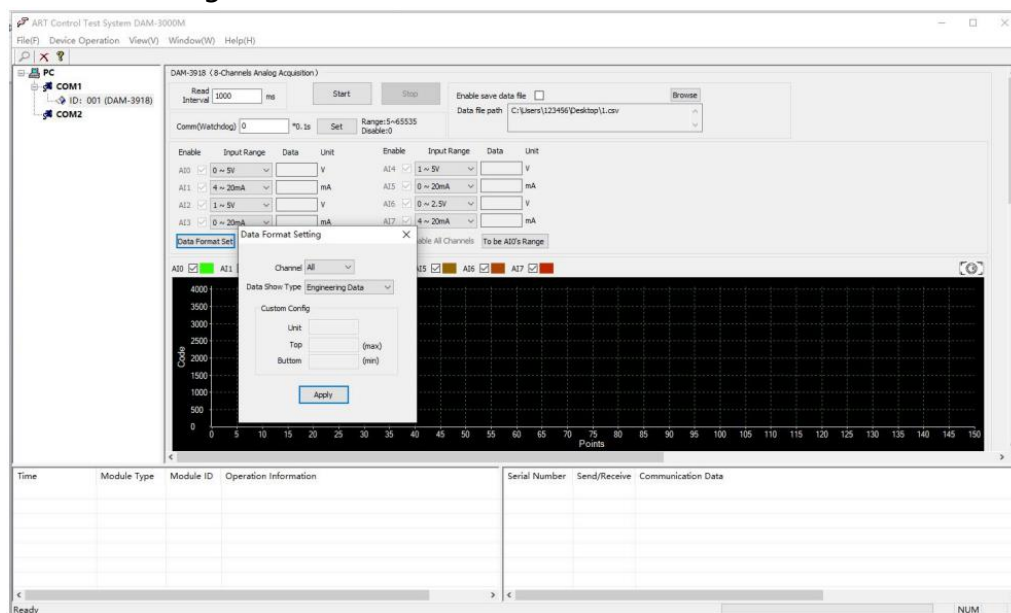 ART Control Test System DAM-3000M
File(F) Device Operation View(V) Window(W) Help(H)
PC
COM1
ID: 001 (DAM-3918)
COM2
DAM-3918 (8-Channels Analog Acquisition)
Read Interval 1000 ms Start Stop Enable save data file Browse
Data file path C:\Users\123456\Desktop\1.csv
Comm(Watchdog) 0 *0.1s Set Range:5~65535
Disable:0
Enable Input Range Data Unit Enable Input Range Data Unit
AI0 0 ~ 5V V AI4 1 ~ 5V V
AI1 4 ~ 20mA mA AI5 0 ~ 20mA mA
AI2 1 ~ 5V V AI6 0 ~ 2.5V V
AI3 0 ~ 20mA mA AI7 4 ~ 20mA mA
Data Format Set able All Channels To be AI0's Range
Data Format Setting
Channel All
Data Show Type Engineering Data
Custom Config
Unit
Top (max)
Buttom (min)
Apply
AI0 AI1 AI5 AI6 AI7
4000
3500
3000
2500
2000
1500
1000
500
0
Code
0 5 10 15 20 25 30 35 40 45 50 55 60 65 70 75 80 85 90 95 100 105 110 115 120 125 130 135 140 145 150
Points
Time Module Type Module ID Operation Information Serial Number Send/Receive Communication Data
Ready NUM